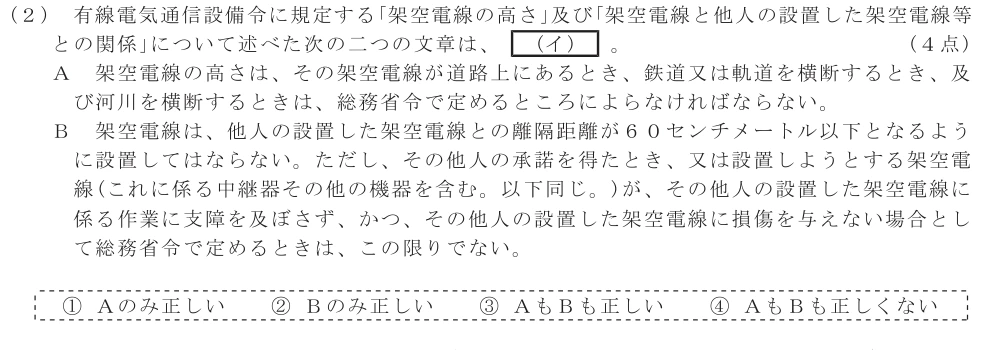 （２） 有線電気通信設備令に規定する｢架空電線の高さ｣及び｢架空電線と他人の設置した架空電線等
との関係｣について述べた次の二つの文章は、 （イ） 。 （４点）
Ａ 架空電線の高さは、その架空電線が道路上にあるとき、鉄道又は軌道を横断するとき、及
び河川を横断するときは、総務省令で定めるところによらなければならない。
Ｂ 架空電線は、他人の設置した架空電線との離隔距離が６０センチメートル以下となるよう
に設置してはならない。ただし、その他人の承諾を得たとき、又は設置しようとする架空電
線(これに係る中継器その他の機器を含む。以下同じ。)が、その他人の設置した架空電線に
係る作業に支障を及ぼさず、かつ、その他人の設置した架空電線に損傷を与えない場合とし
て総務省令で定めるときは、この限りでない。
① Ａのみ正しい ② Ｂのみ正しい ③ ＡもＢも正しい ④ ＡもＢも正しくない